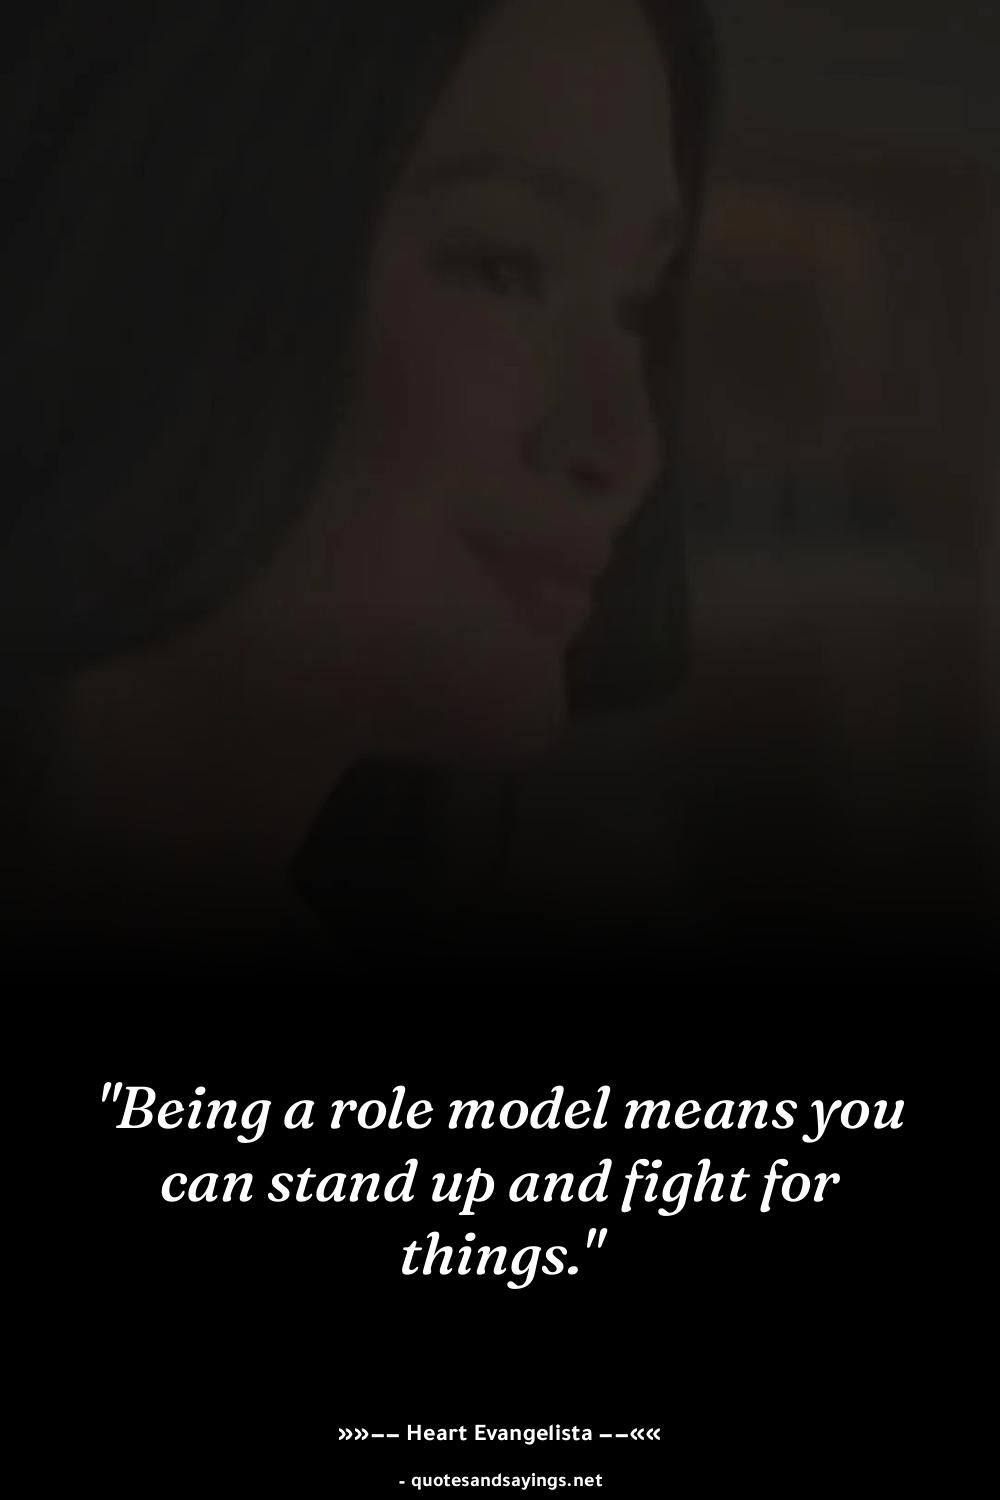 "Being a role model means you
can stand up and fight for
things."
»»−− Heart Evangelista −−««
- quotesandsayings.net